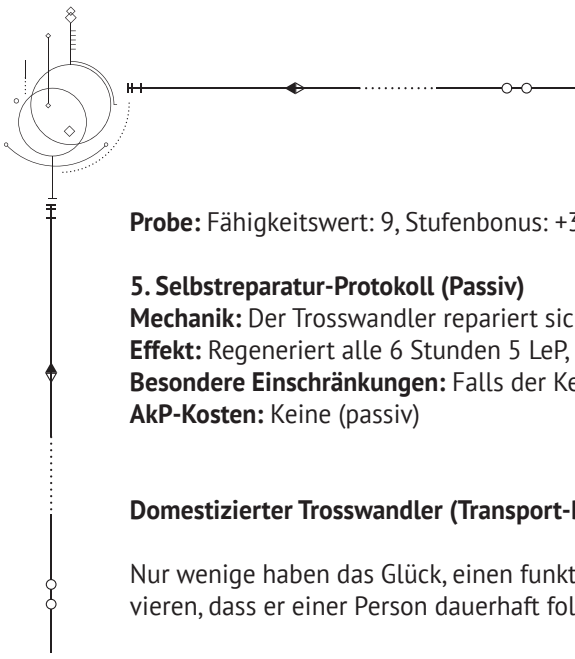 Probe: Fähigkeitswert: 9, Stufenbonus: +3
5. Selbstreparatur-Protokoll (Passiv)
Mechanik: Der Trosswandler repariert sic
Effekt: Regeneriert alle 6 Stunden 5 LeP,
Besondere Einschränkungen: Falls der Ke
AkP-Kosten: Keine (passiv)
Domestizierter Trosswandler (Transport-
Nur wenige haben das Glück, einen funkt
vieren, dass er einer Person dauerhaft fol